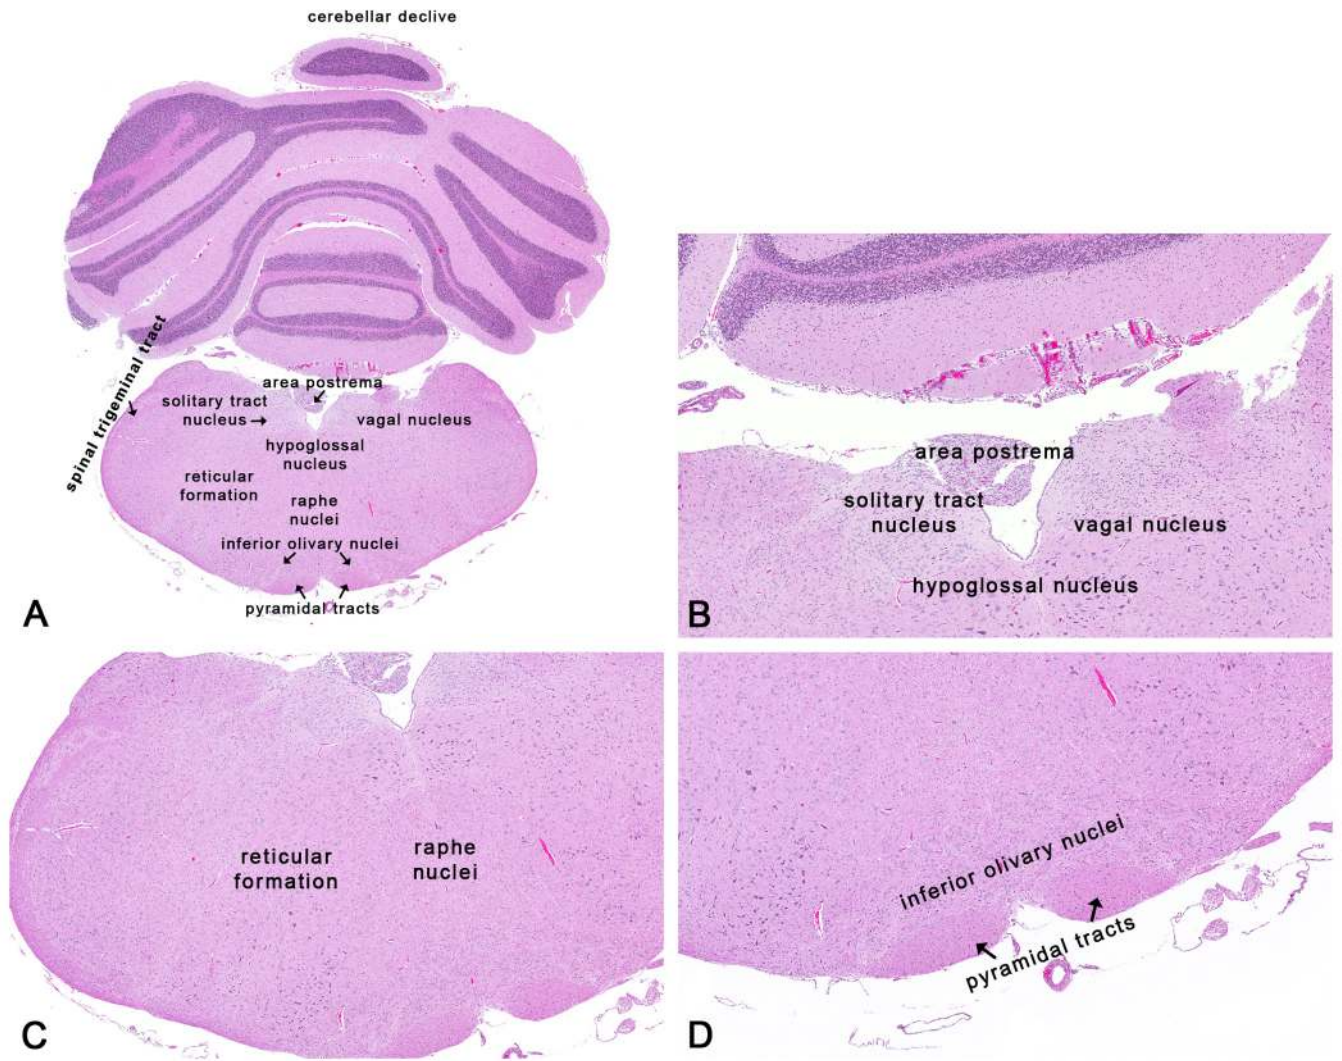 cerebellar declive
spinal trigeminal tract
area postrema
solitary tract
nucleus
vagal nucleus
hypoglossal
nucleus
reticular
formation
raphe
nuclei
inferior olivary nuclei
pyramidal tracts
A
area postrema
solitary tract
nucleus
vagal nucleus
hypoglossal nucleus
B
reticular
formation
raphe
nuclei
C
inferior olivary nuclei
pyramidal tracts
D